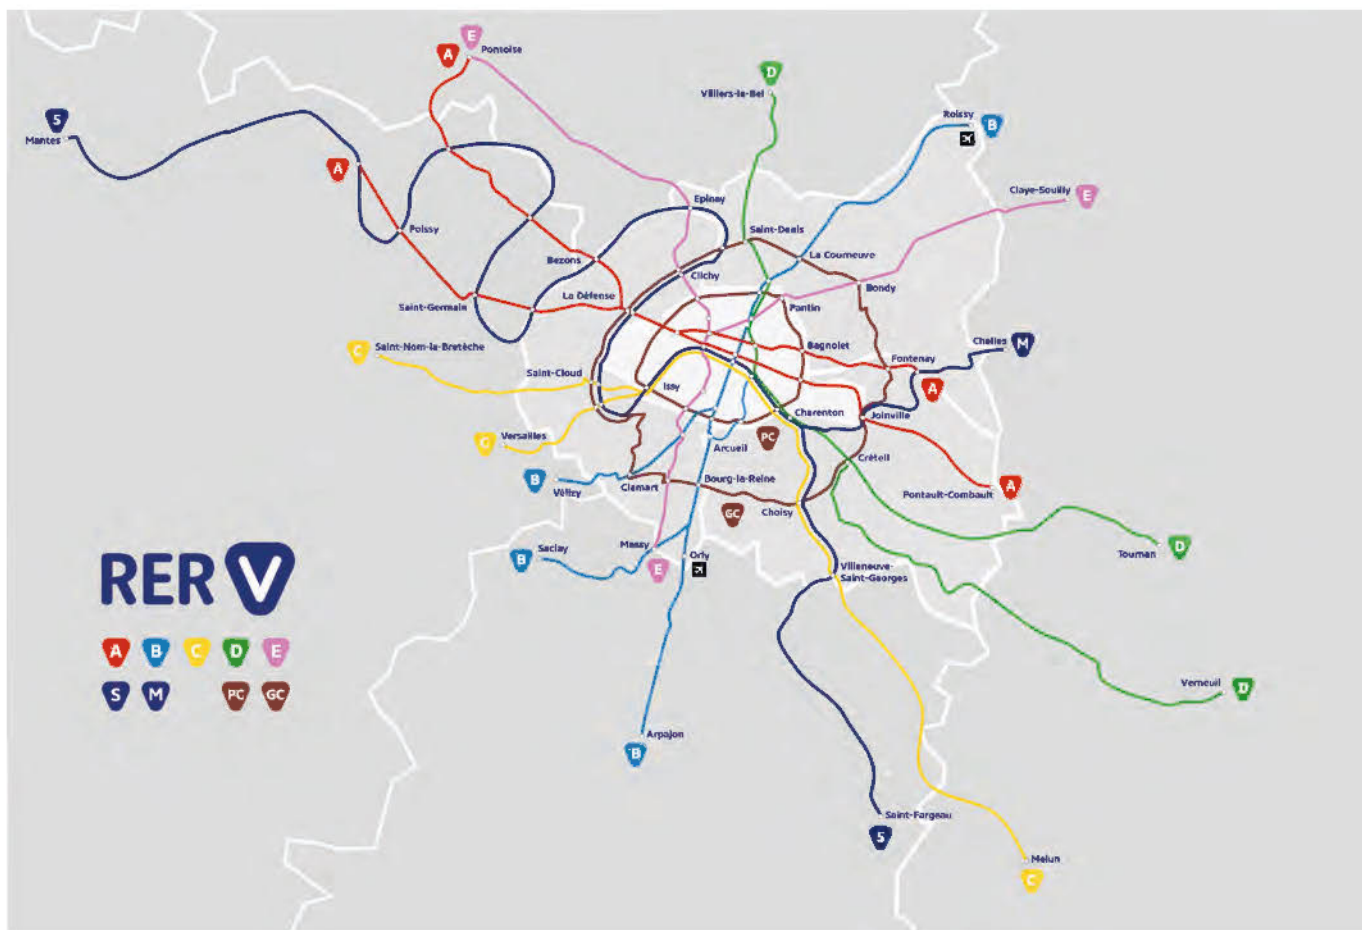 E
A
Pontoise
S
Mantes
D
Villiers-le-Bel
Roissy
B
A
Claye-Souilly
E
Epinay
Poissy
Saint-Denis
La Courneuve
Bezons
Clichy
Bondy
La Défense
Saint-Germain
Pantin
C
Saint-Nom-la-Bretèche
Bagnolet
Chelles
M
Fontenay
Saint-Cloud
Issy
A
Charenton
Joinville
C
Versailles
PC
Arcueil
Créteil
B
Vélizy
Clamart
Bourg-la-Reine
Pontault-Combault
A
GC
Choisy
B
Saclay
Massy
E
Orly
Tournan
D
Villeneuve-
Saint-Georges
RER V
A B C D E
S M PC GC
Verneuil
D
Arpajon
B
Saint-Fargeau
S
Melun
C